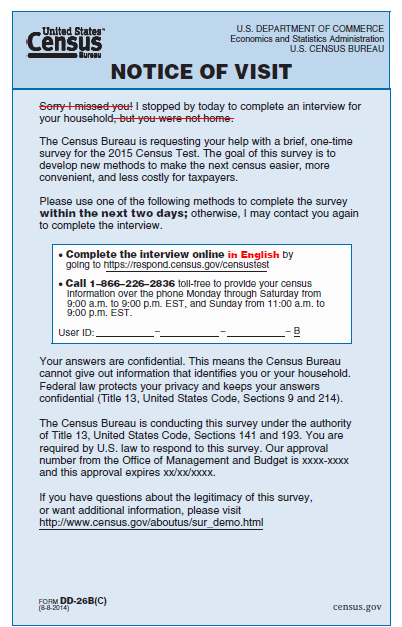 United States™
Census
Bureau
U.S. DEPARTMENT OF COMMERCE
Economics and Statistics Administration
U.S. CENSUS BUREAU
NOTICE OF VISIT
Sorry I missed you! I stopped by today to complete an interview for
your household, but you were not home.
The Census Bureau is requesting your help with a brief, one-time
survey for the 2015 Census Test. The goal of this survey is to
develop new methods to make the next census easier, more
convenient, and less costly for taxpayers.
Please use one of the following methods to complete the survey
within the next two days; otherwise, I may contact you again
to complete the interview.
• Complete the interview online in English by
going to https://respond.census.gov/censustest
• Call 1–866–226–2836 toll-free to provide your census
information over the phone Monday through Saturday from
9:00 a.m. to 9:00 p.m. EST, and Sunday from 11:00 a.m. to
9:00 p.m. EST.
User ID: ___________ – ___________ – ___________ – B
Your answers are confidential. This means the Census Bureau
cannot give out information that identifies you or your household.
Federal law protects your privacy and keeps your answers
confidential (Title 13, United States Code, Sections 9 and 214).
The Census Bureau is conducting this survey under the authority
of Title 13, United States Code, Sections 141 and 193. You are
required by U.S. law to respond to this survey. Our approval
number from the Office of Management and Budget is xxxx-xxxx
and this approval expires xx/xx/xxxx.
If you have questions about the legitimacy of this survey,
or want additional information, please visit
http://www.census.gov/aboutus/sur_demo.html
FORM DD-26B(C)
(8-8-2014)
census.gov